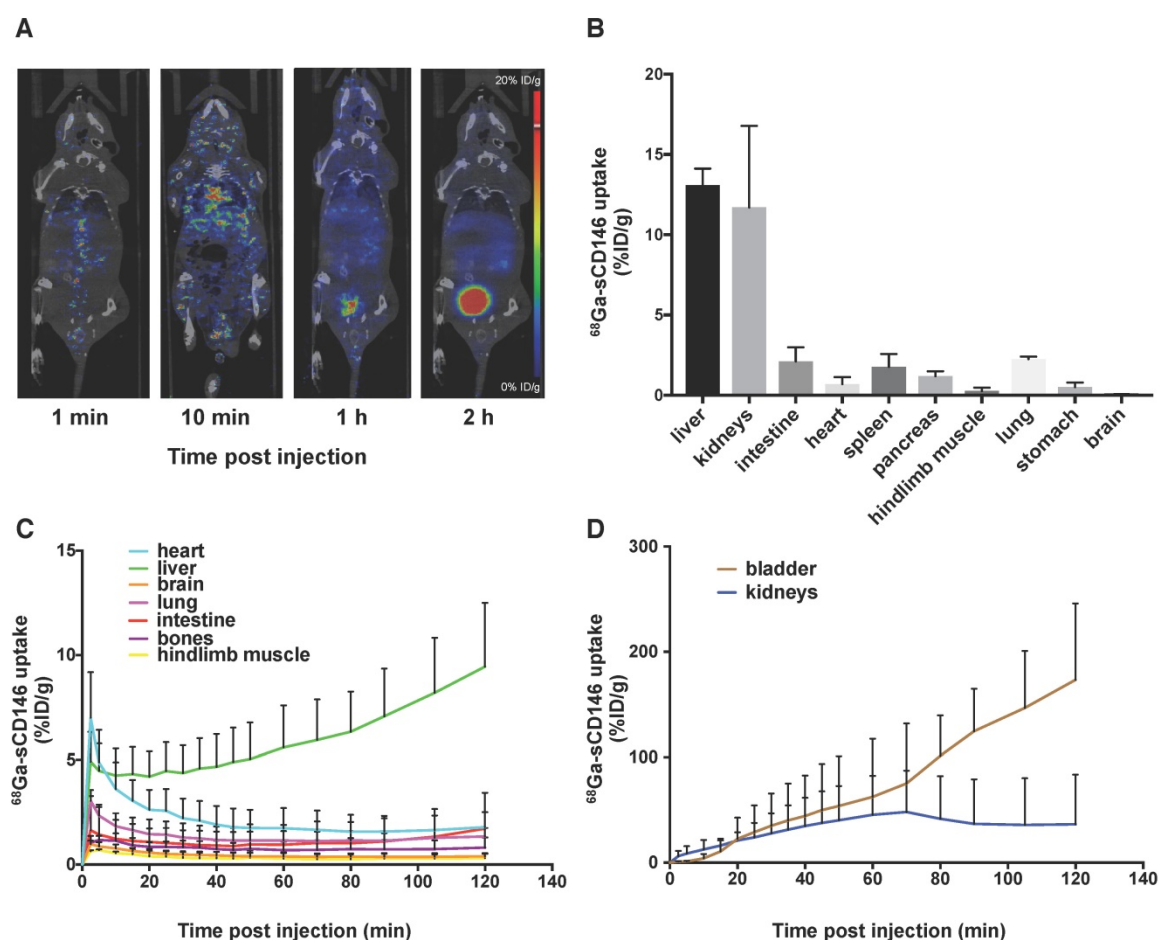 A
20% ID/g
0% ID/g
1 min
10 min
1 h
2 h
Time post injection
B
⁶⁸Ga-sCD146 uptake
(%ID/g)
20
15
10
5
0
liver
kidneys
intestine
heart
spleen
pancreas
hindlimb muscle
lung
stomach
brain
C
⁶⁸Ga-sCD146 uptake
(%ID/g)
15
10
5
0
heart
liver
brain
lung
intestine
bones
hindlimb muscle
0 20 40 60 80 100 120 140
Time post injection (min)
D
⁶⁸Ga-sCD146 uptake
(%ID/g)
300
200
100
0
bladder
kidneys
0 20 40 60 80 100 120 140
Time post injection (min)